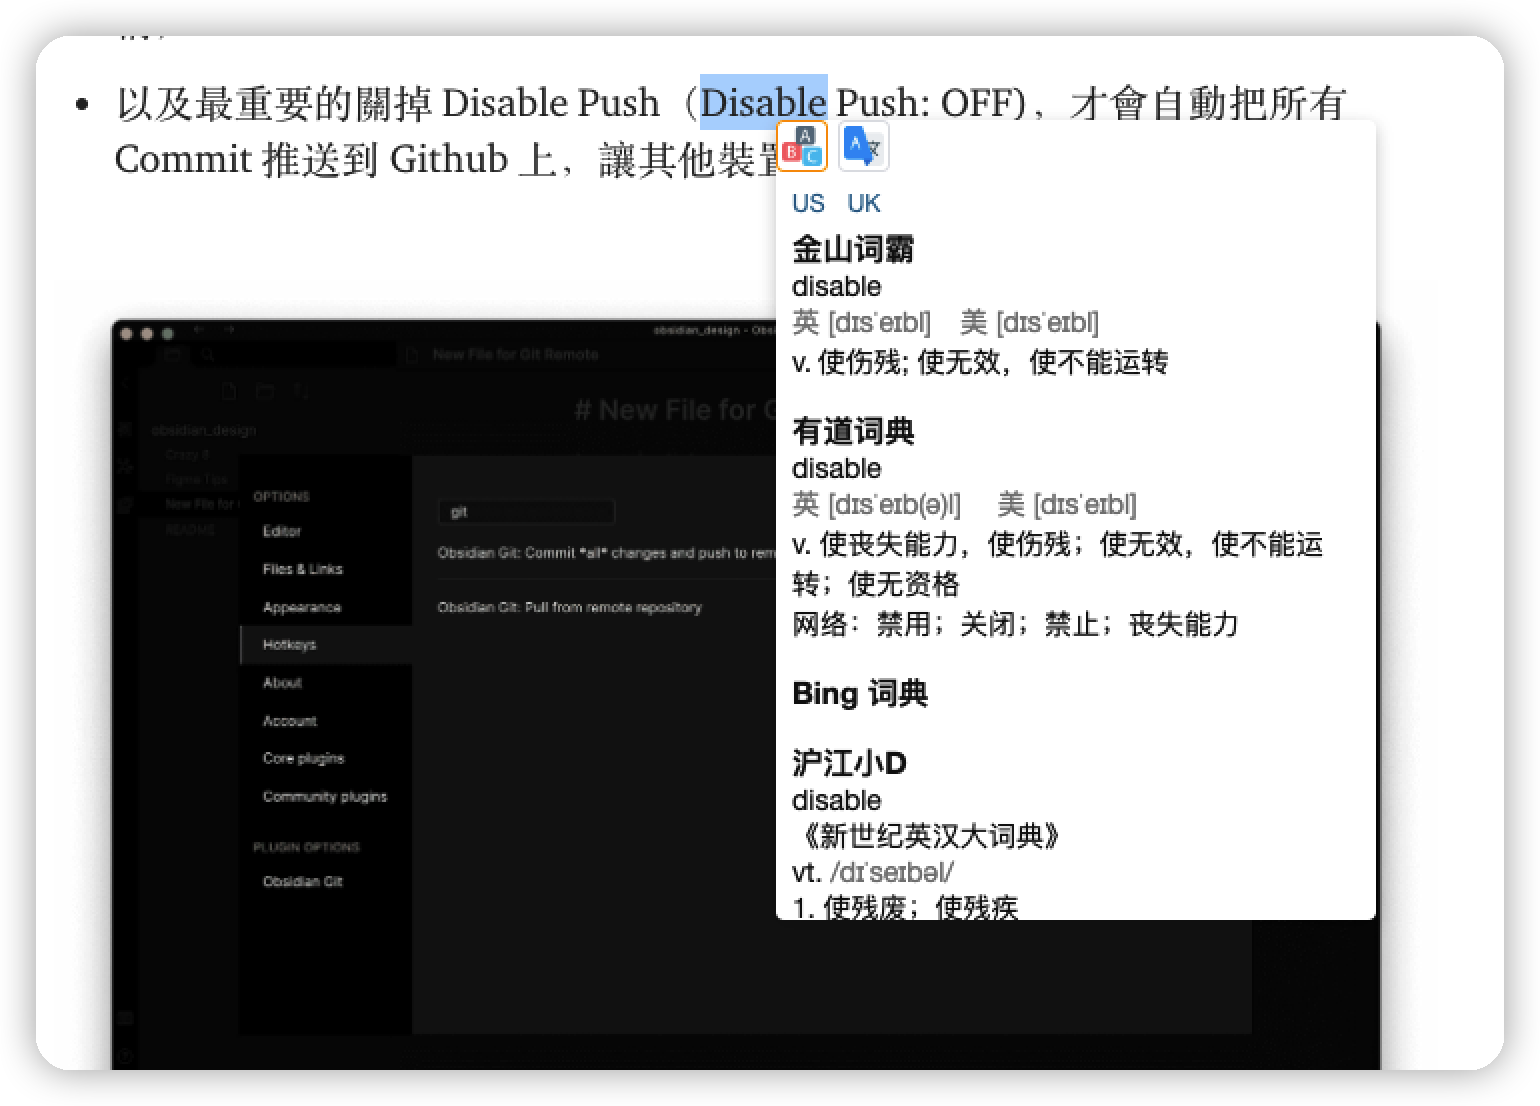 以及最重要的關掉 Disable Push（Disable Push: OFF)，才會自動把所有
Commit 推送到 Github 上，讓其他裝置
US UK
金山词霸
disable
英 [dɪsˈeɪbl] 美 [dɪsˈeɪbl]
v. 使伤残; 使无效，使不能运转
有道词典
disable
英 [dɪsˈeɪb(ə)l] 美 [dɪsˈeɪbl]
v. 使丧失能力，使伤残；使无效，使不能运
转；使无资格
网络：禁用；关闭；禁止；丧失能力
Bing 词典
沪江小D
disable
《新世纪英汉大词典》
vt. /dɪˈseɪbəl/
1. 使残废；使残疾
obsidian_design - Obs
New File for Git Remote
# New File for G
obsidian_design
Crazy 8
Figma Tips
New File for
README
OPTIONS
Editor
Files & Links
Appearance
Hotkeys
About
Account
Core plugins
Community plugins
PLUGIN OPTIONS
Obsidian Git
git
Obsidian Git: Commit *all* changes and push to rem
Obsidian Git: Pull from remote repository